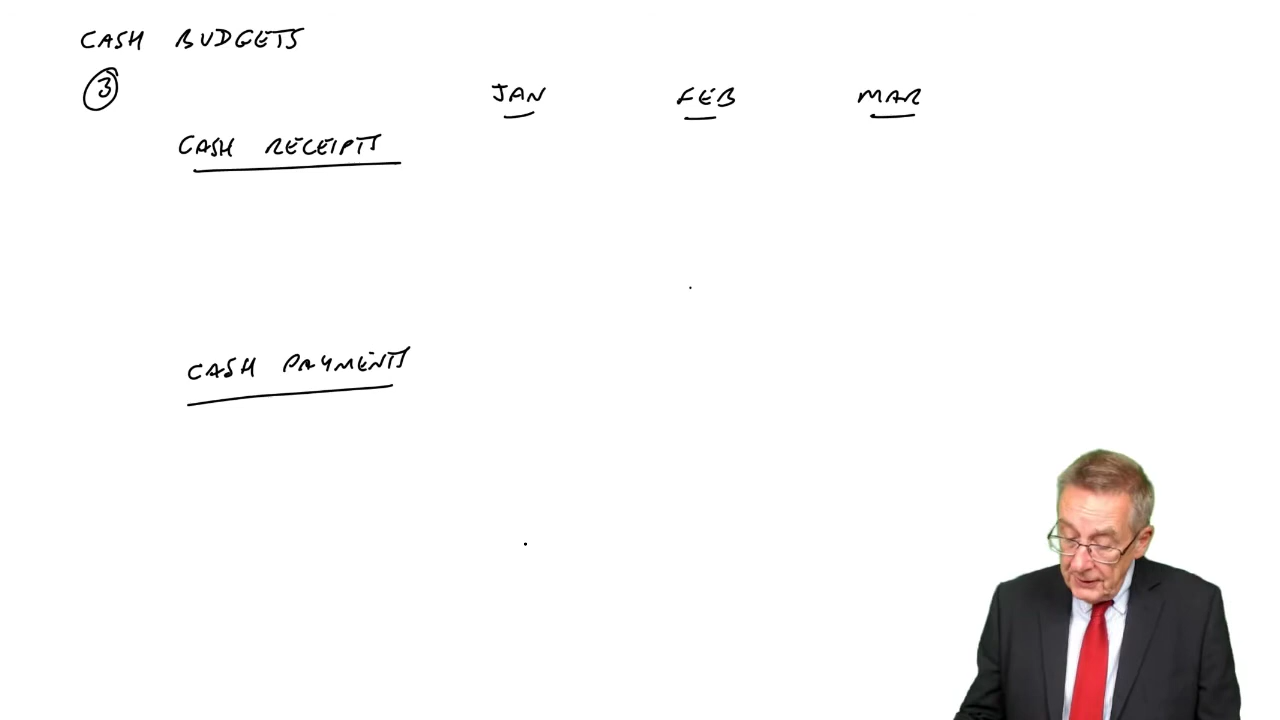 CASH BUDGETS
3
JAN FEB MAR
CASH RECEIPTS
CASH PAYMENTS